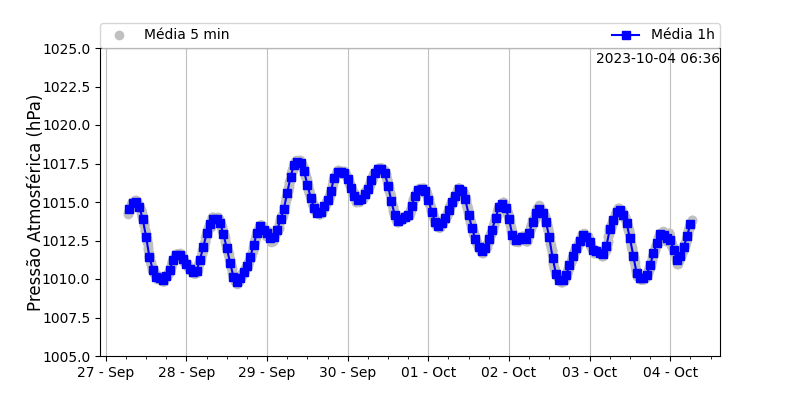 Média 5 min
Média 1h
2023-10-04 06:36
Pressão Atmosférica (hPa)
1025.0
1022.5
1020.0
1017.5
1015.0
1012.5
1010.0
1007.5
1005.0
27 - Sep
28 - Sep
29 - Sep
30 - Sep
01 - Oct
02 - Oct
03 - Oct
04 - Oct